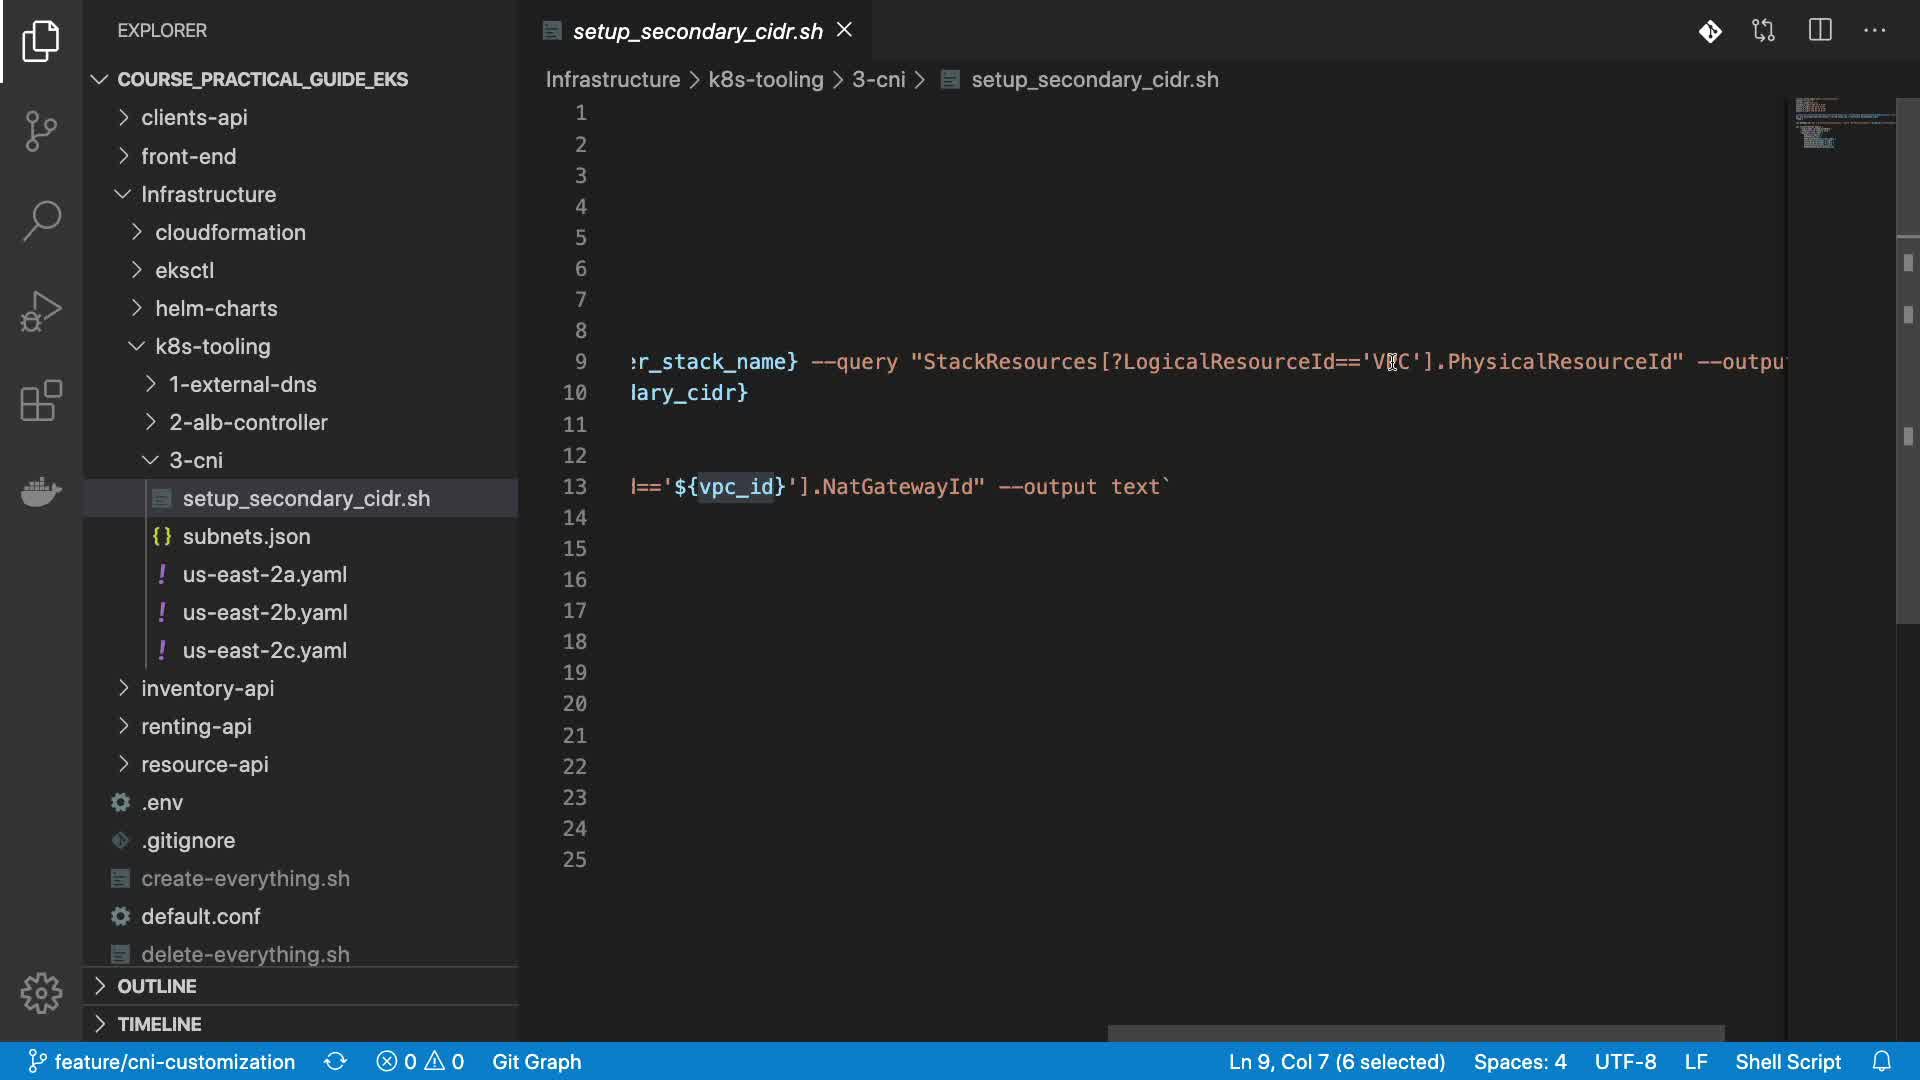 EXPLORER
COURSE_PRACTICAL_GUIDE_EKS
clients-api
front-end
Infrastructure
cloudformation
eksctl
helm-charts
k8s-tooling
1-external-dns
2-alb-controller
3-cni
setup_secondary_cidr.sh
{} subnets.json
! us-east-2a.yaml
! us-east-2b.yaml
! us-east-2c.yaml
inventory-api
renting-api
resource-api
.env
.gitignore
create-everything.sh
default.conf
delete-everything.sh
OUTLINE
TIMELINE
setup_secondary_cidr.sh
Infrastructure > k8s-tooling > 3-cni > setup_secondary_cidr.sh
1
2
3
4
5
6
7
8
9 er_stack_name} --query "StackResources[?LogicalResourceId=='VPC'].PhysicalResourceId" --outpu
10 dary_cidr}
11
12
13 d=='${vpc_id}'].NatGatewayId" --output text`
14
15
16
17
18
19
20
21
22
23
24
25
feature/cni-customization 0 0 Git Graph Ln 9, Col 7 (6 selected) Spaces: 4 UTF-8 LF Shell Script